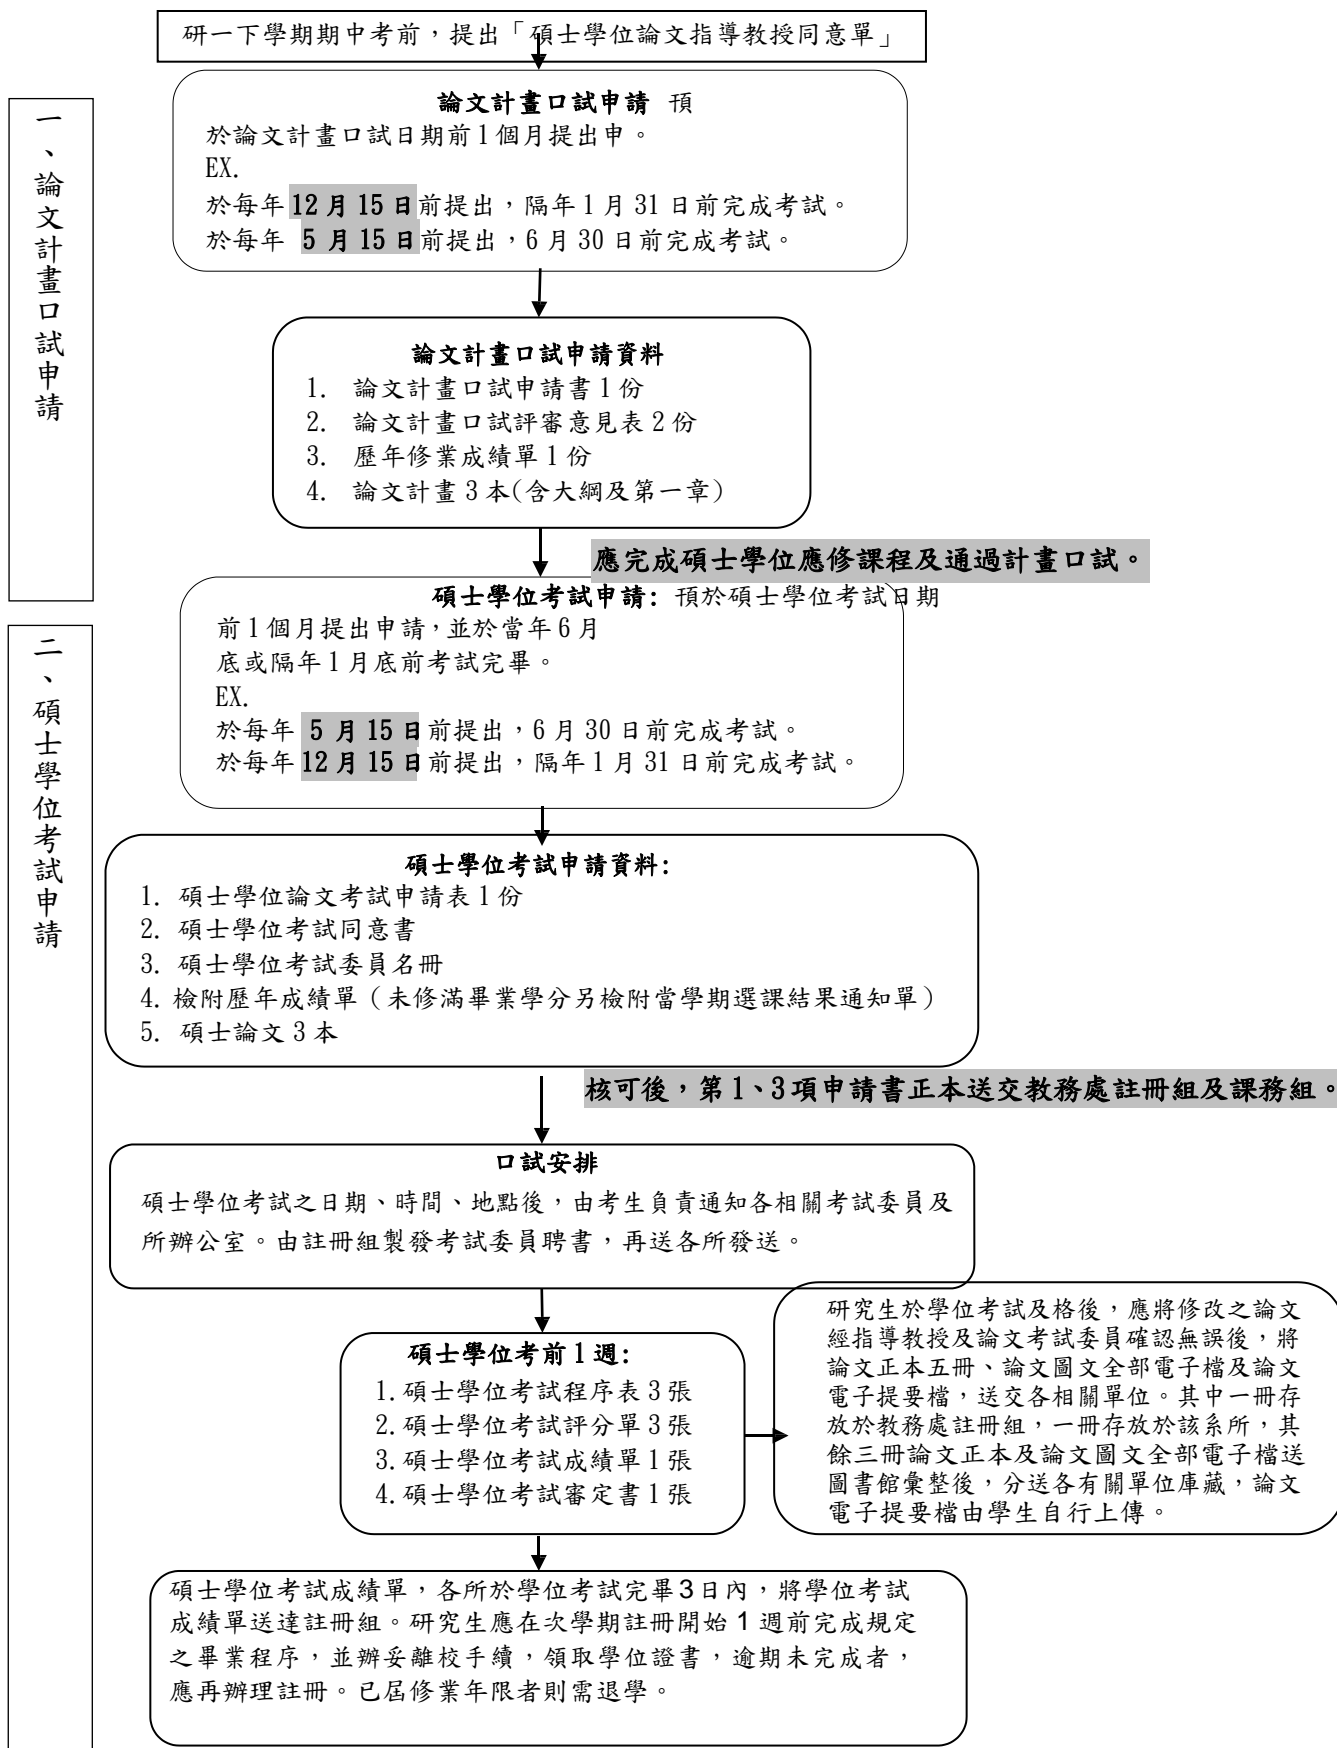 研一下學期期中考前，提出「碩士學位論文指導教授同意單」
一、論文計畫口試申請
論文計畫口試申請 預
於論文計畫口試日期前1個月提出申。
EX.
於每年12月15日前提出，隔年1月31日前完成考試。
於每年 5月15日前提出，6月30日前完成考試。
論文計畫口試申請資料
1. 論文計畫口試申請書1份
2. 論文計畫口試評審意見表2份
3. 歷年修業成績單1份
4. 論文計畫3本(含大綱及第一章)
應完成碩士學位應修課程及通過計畫口試。
二、碩士學位考試申請
碩士學位考試申請: 預於碩士學位考試日期
前1個月提出申請，並於當年6月
底或隔年1月底前考試完畢。
EX.
於每年 5月15日前提出，6月30日前完成考試。
於每年12月15日前提出，隔年1月31日前完成考試。
碩士學位考試申請資料:
1. 碩士學位論文考試申請表1份
2. 碩士學位考試同意書
3. 碩士學位考試委員名冊
4. 檢附歷年成績單（未修滿畢業學分另檢附當學期選課結果通知單）
5. 碩士論文3本
核可後，第1、3項申請書正本送交教務處註冊組及課務組。
口試安排
碩士學位考試之日期、時間、地點後，由考生負責通知各相關考試委員及
所辦公室。由註冊組製發考試委員聘書，再送各所發送。
碩士學位考前1週:
1.碩士學位考試程序表3張
2.碩士學位考試評分單3張
3.碩士學位考試成績單1張
4.碩士學位考試審定書1張
研究生於學位考試及格後，應將修改之論文
經指導教授及論文考試委員確認無誤後，將
論文正本五冊、論文圖文全部電子檔及論文
電子提要檔，送交各相關單位。其中一冊存
放於教務處註冊組，一冊存放於該系所，其
餘三冊論文正本及論文圖文全部電子檔送
圖書館彙整後，分送各有關單位庫藏，論文
電子提要檔由學生自行上傳。
碩士學位考試成績單，各所於學位考試完畢3日內，將學位考試
成績單送達註冊組。研究生應在次學期註冊開始1週前完成規定
之畢業程序，並辦妥離校手續，領取學位證書，逾期未完成者，
應再辦理註冊。已屆修業年限者則需退學。